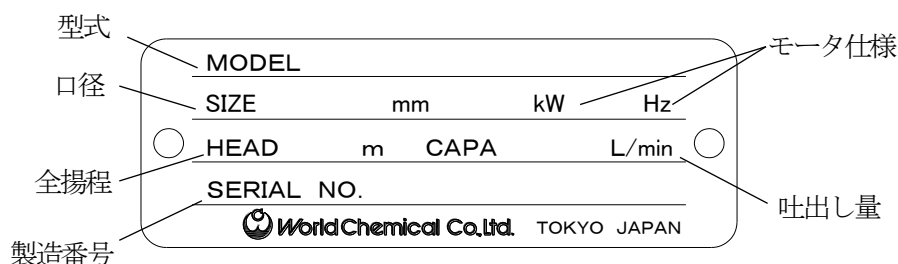 型式
MODEL
モータ仕様
口径
SIZE mm kW Hz
HEAD m CAPA L/min
全揚程
SERIAL NO.
吐出し量
World Chemical Co.,Ltd. TOKYO JAPAN
製造番号